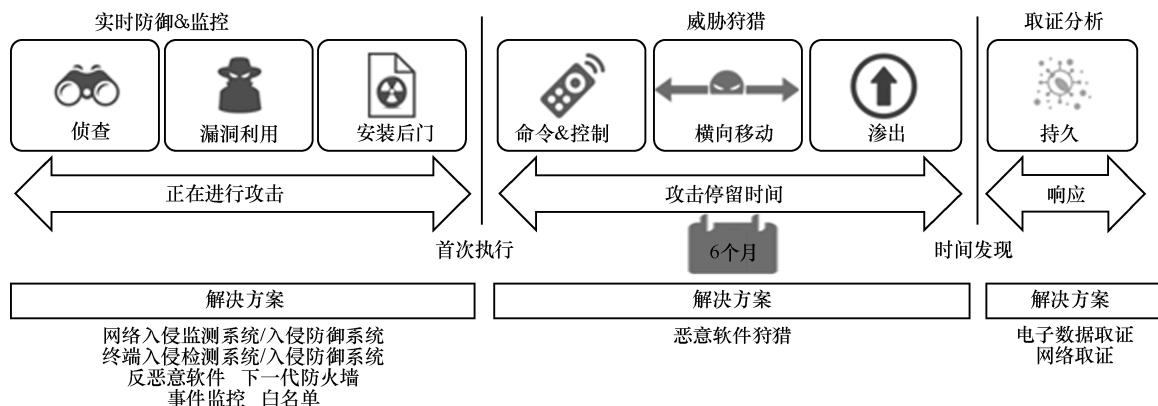 实时防御&监控
威胁狩猎
取证分析
侦查
漏洞利用
安装后门
命令&控制
横向移动
渗出
持久
正在进行攻击
攻击停留时间
响应
首次执行
6个月
时间发现
解决方案
解决方案
解决方案
网络入侵监测系统/入侵防御系统
终端入侵检测系统/入侵防御系统
反恶意软件 下一代防火墙
事件监控 白名单
恶意软件狩猎
电子数据取证
网络取证